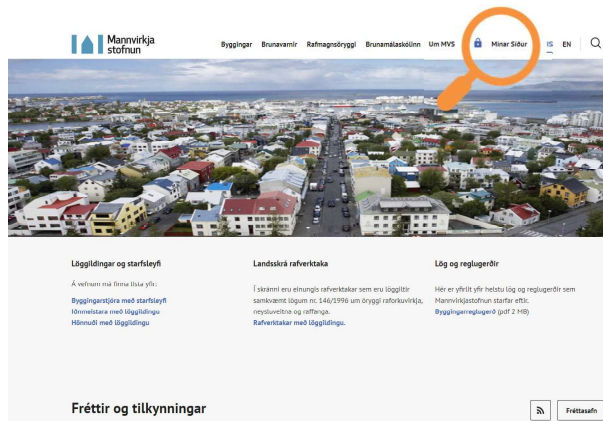 Mannvirkja
stofnun
Byggingar Brunavarnir Rafmagnsöryggi Brunamálaskólinn Um MVS Mínar Síður IS EN
Löggildingar og starfsleyfi
Á vefnum má finna lista yfir:
Byggingarstjóra með starfsleyfi
Iðnmeistara með löggildingu
Hönnuði með löggildingu
Landsskrá rafverktaka
Í skránni eru einungis rafverktakar sem eru löggiltir
samkvæmt lögum nr. 146/1996 um öryggi raforkuvirkja,
neysluveitna og raffanga.
Rafverktakar með löggildingu.
Lög og reglugerðir
Hér er yfirlit yfir helstu lög og reglugerðir sem
Mannvirkjastofnun starfar eftir.
Byggingarreglugerð (pdf 2 MB)
Fréttir og tilkynningar
Fréttasafn